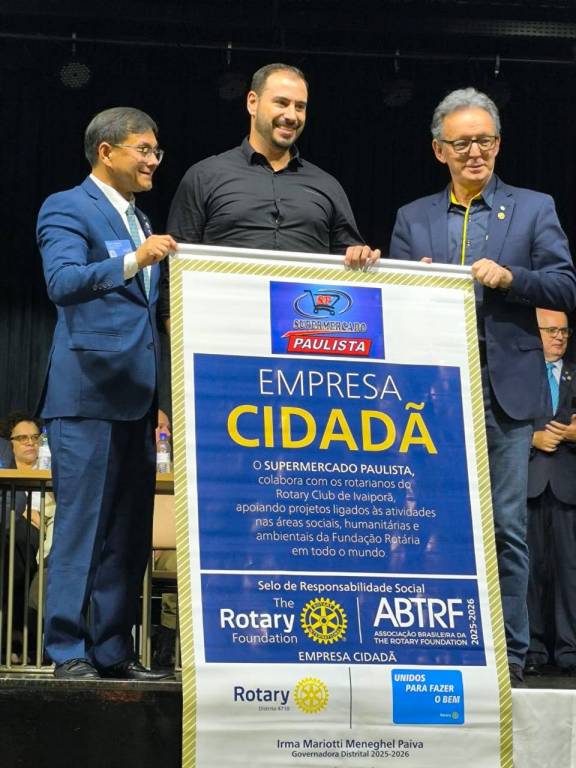 SP
SUPERMERCADO
PAULISTA
EMPRESA
CIDADÃ
O SUPERMERCADO PAULISTA,
colabora com os rotarianos do
Rotary Club de Ivaiporã,
apoiando projetos ligados às atividades
nas áreas sociais, humanitárias e
ambientais da Fundação Rotária
em todo o mundo
Selo de Responsabilidade Social
The
Rotary
Foundation
ABTRF
ASSOCIAÇÃO BRASILEIRA DA
THE ROTARY FOUNDATION
2025-2026
EMPRESA CIDADÃ
Rotary
Distrito 4710
UNIDOS
PARA FAZER
O BEM
Rotary
Irma Mariotti Meneghel Paiva
Governadora Distrital 2025-2026